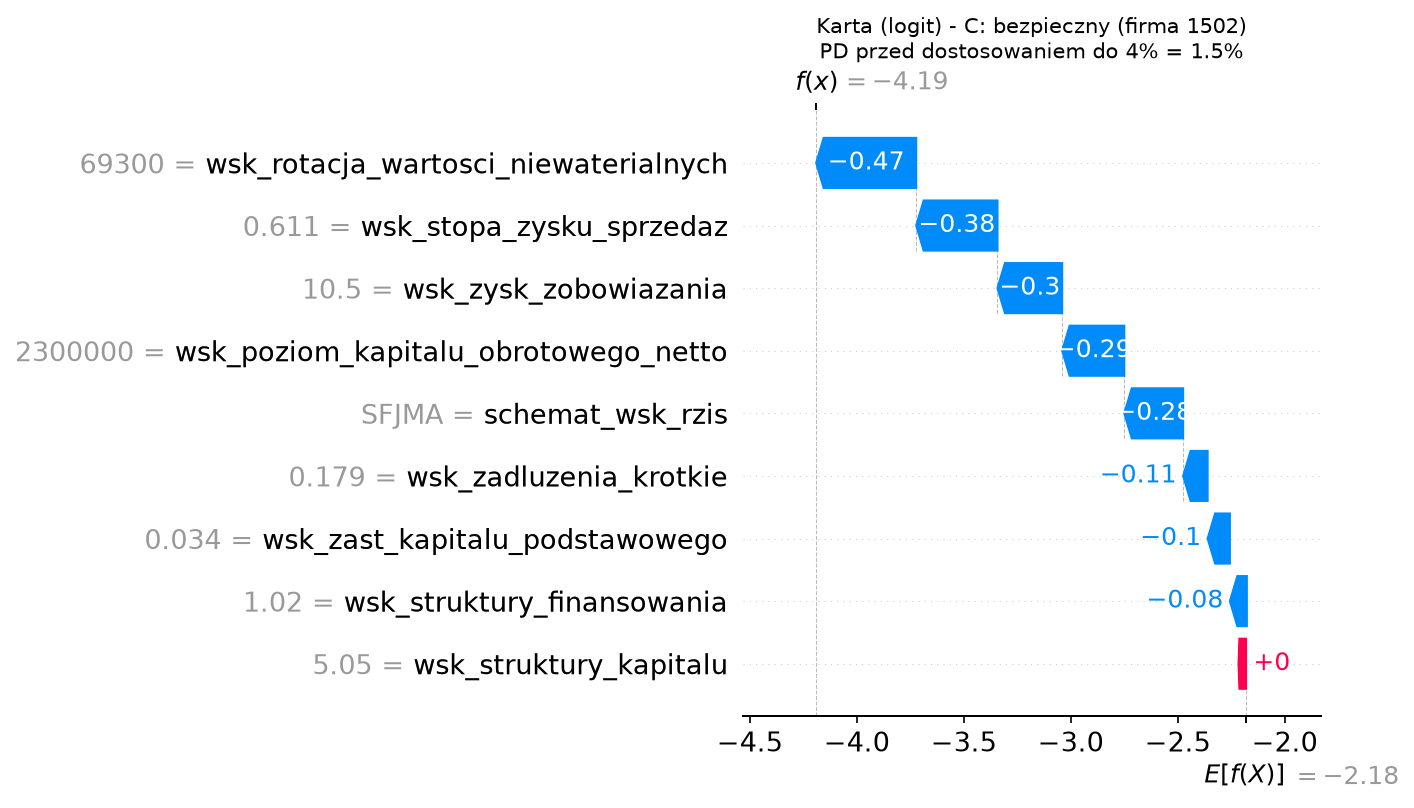 Karta (logit) - C: bezpieczny (firma 1502)
PD przed dostosowaniem do 4% = 1.5%
f(x) = −4.19
69300 = wsk_rotacja_wartosci_niewaterialnych −0.47
0.611 = wsk_stopa_zysku_sprzedaz −0.38
10.5 = wsk_zysk_zobowiazania −0.3
2300000 = wsk_poziom_kapitalu_obrotowego_netto −0.29
SFJMA = schemat_wsk_rzis −0.28
0.179 = wsk_zadluzenia_krotkie −0.11
0.034 = wsk_zast_kapitalu_podstawowego −0.1
1.02 = wsk_struktury_finansowania −0.08
5.05 = wsk_struktury_kapitalu +0
−4.5 −4.0 −3.5 −3.0 −2.5 −2.0
E[f(X)] = −2.18